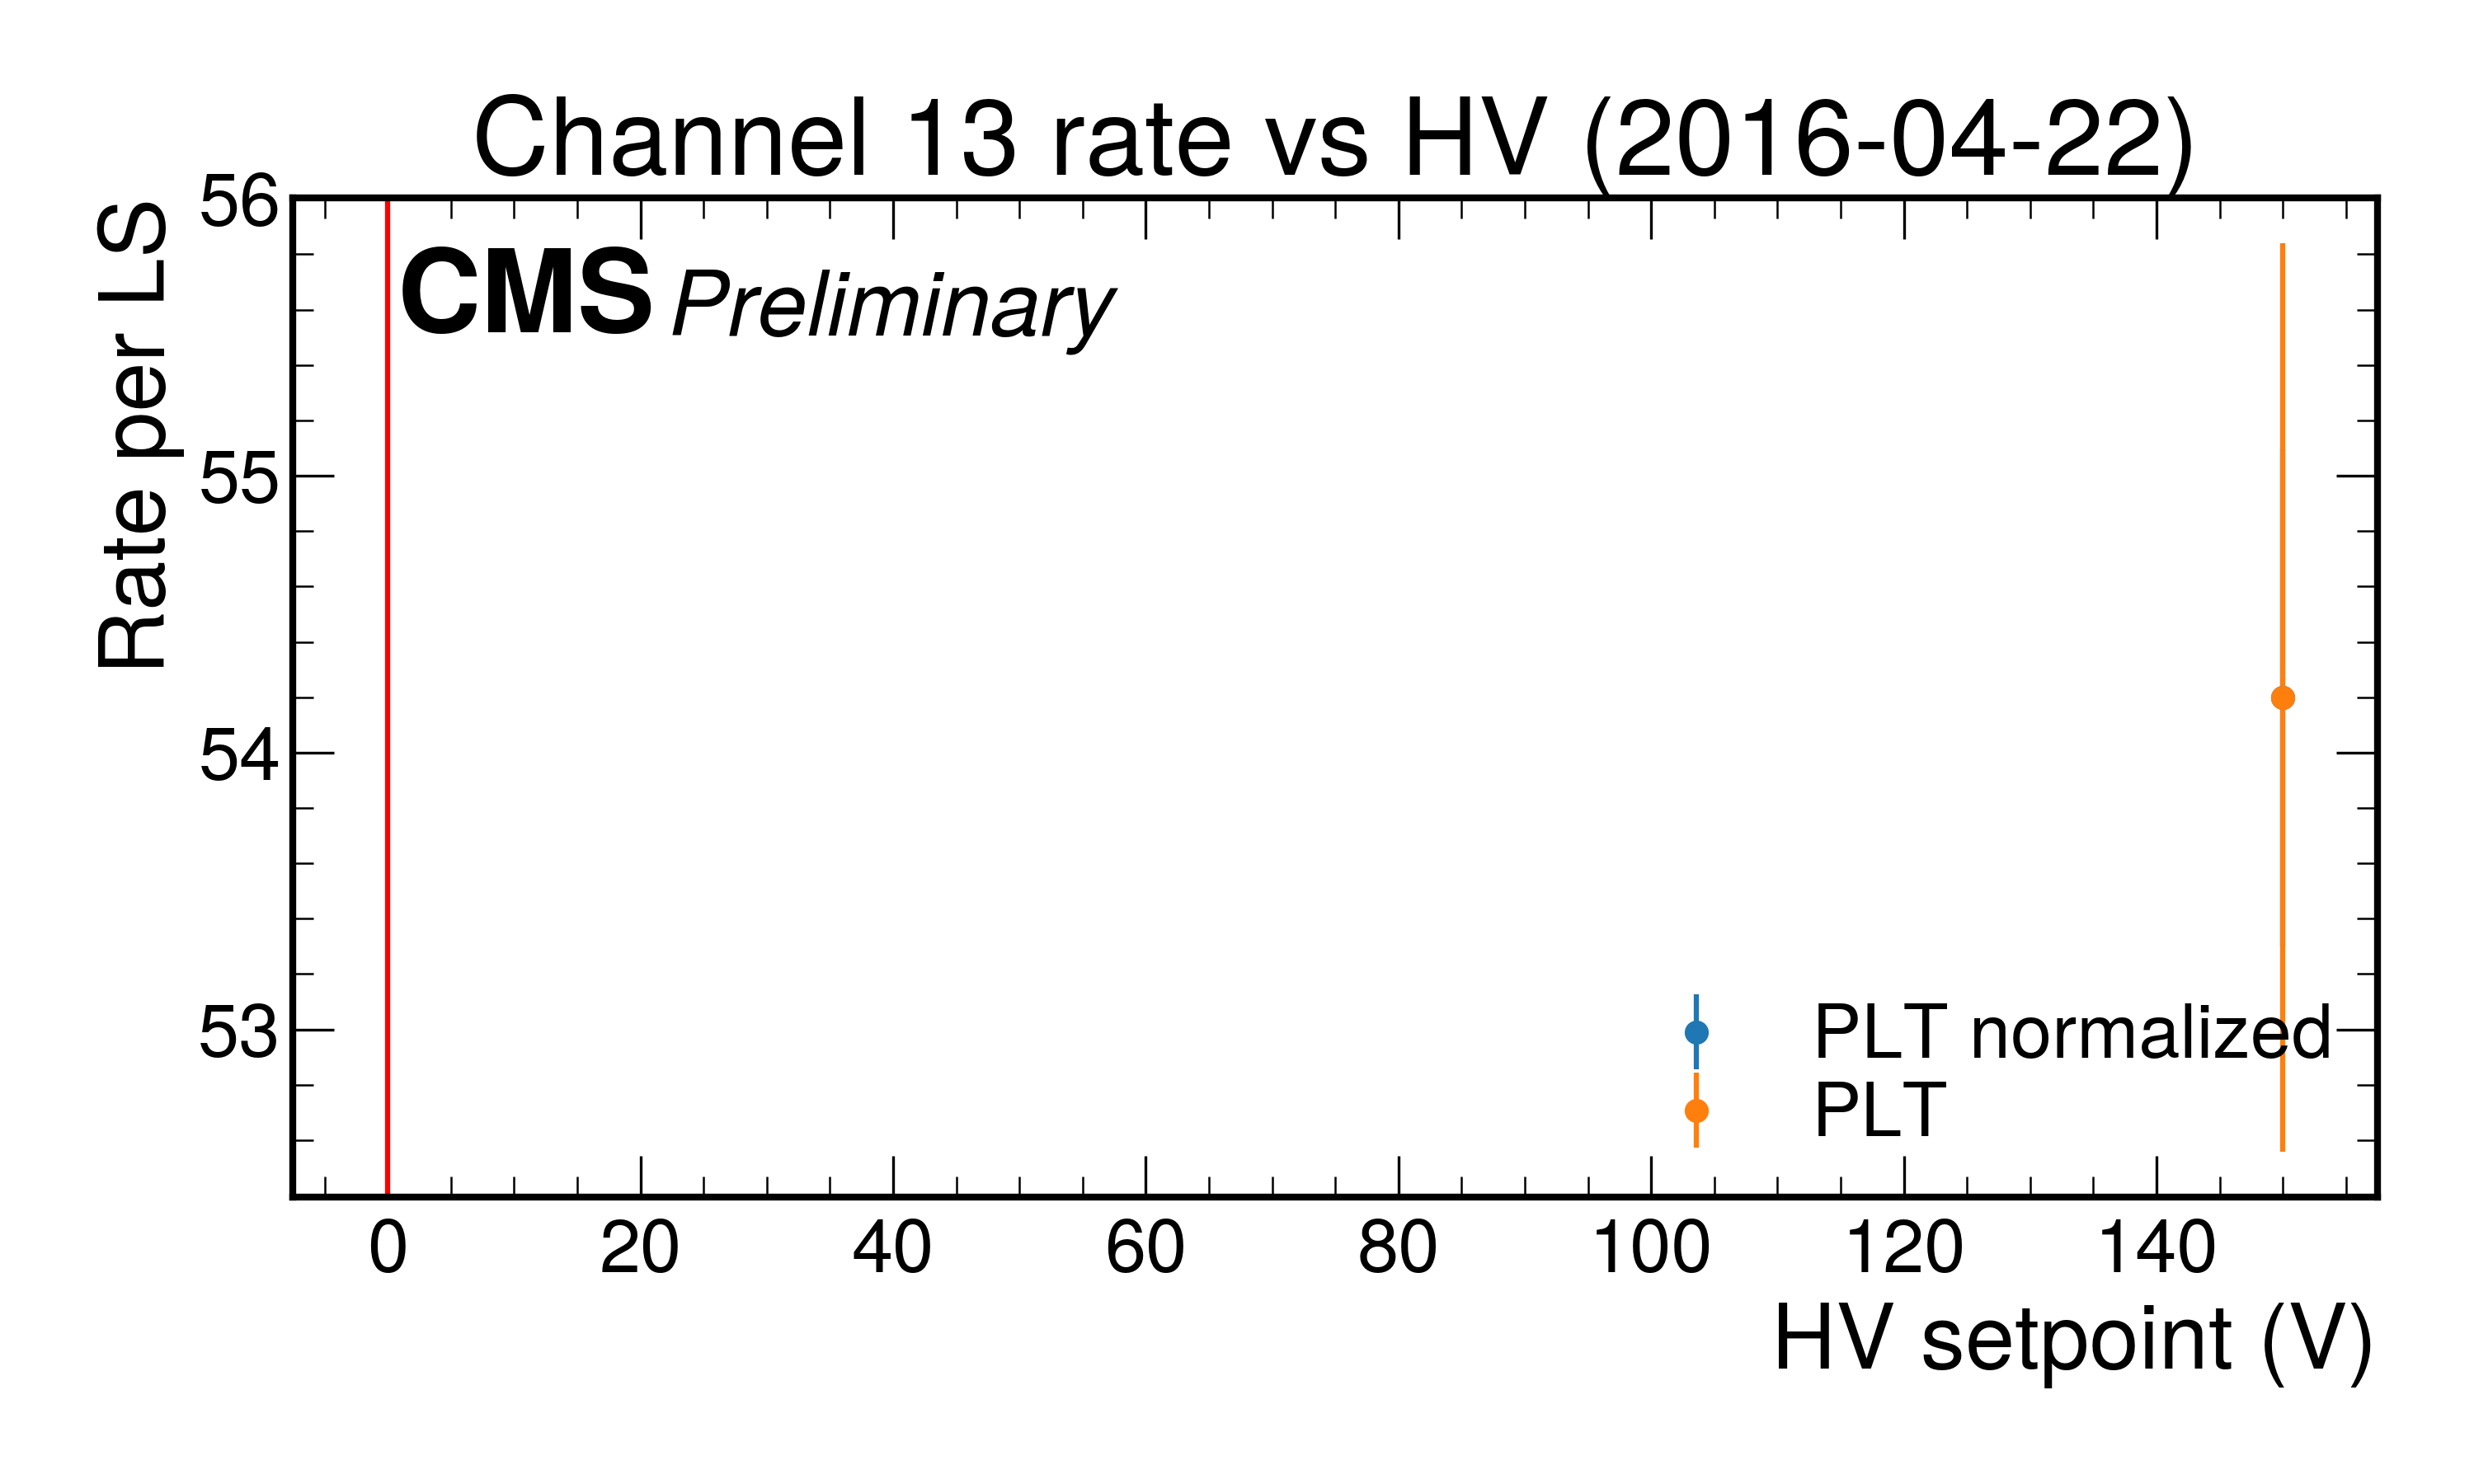 Channel 13 rate vs HV (2016-04-22)
CMS Preliminary
Rate per LS
56
55
54
53
PLT normalized
PLT
0 20 40 60 80 100 120 140
HV setpoint (V)